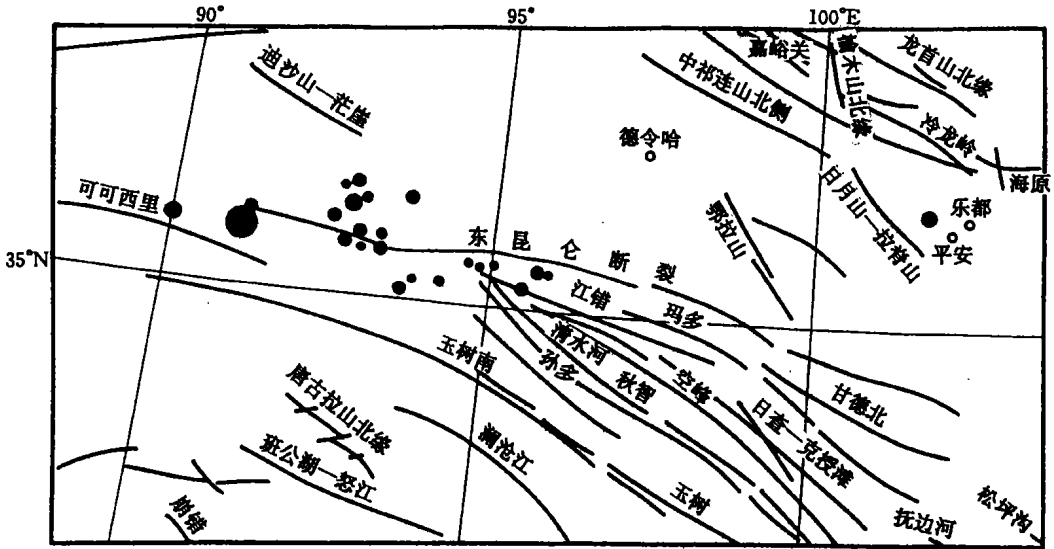 90°
95°
100°E
嘉峪关
榆木山北缘
龙首山北缘
迪沙山—茫崖
中祁连山北侧
冷龙岭
德令哈
海原
可可西里
日月山—拉脊山
乐都
鄂拉山
平安
东昆仑断裂
35°N
江错
玛多
清水河
玉树南
孙多
秋智
空峰
甘德北
唐古拉山北缘
日查—克授滩
澜沧江
班公湖—怒江
玉树
松坪沟
崩错
抚边河